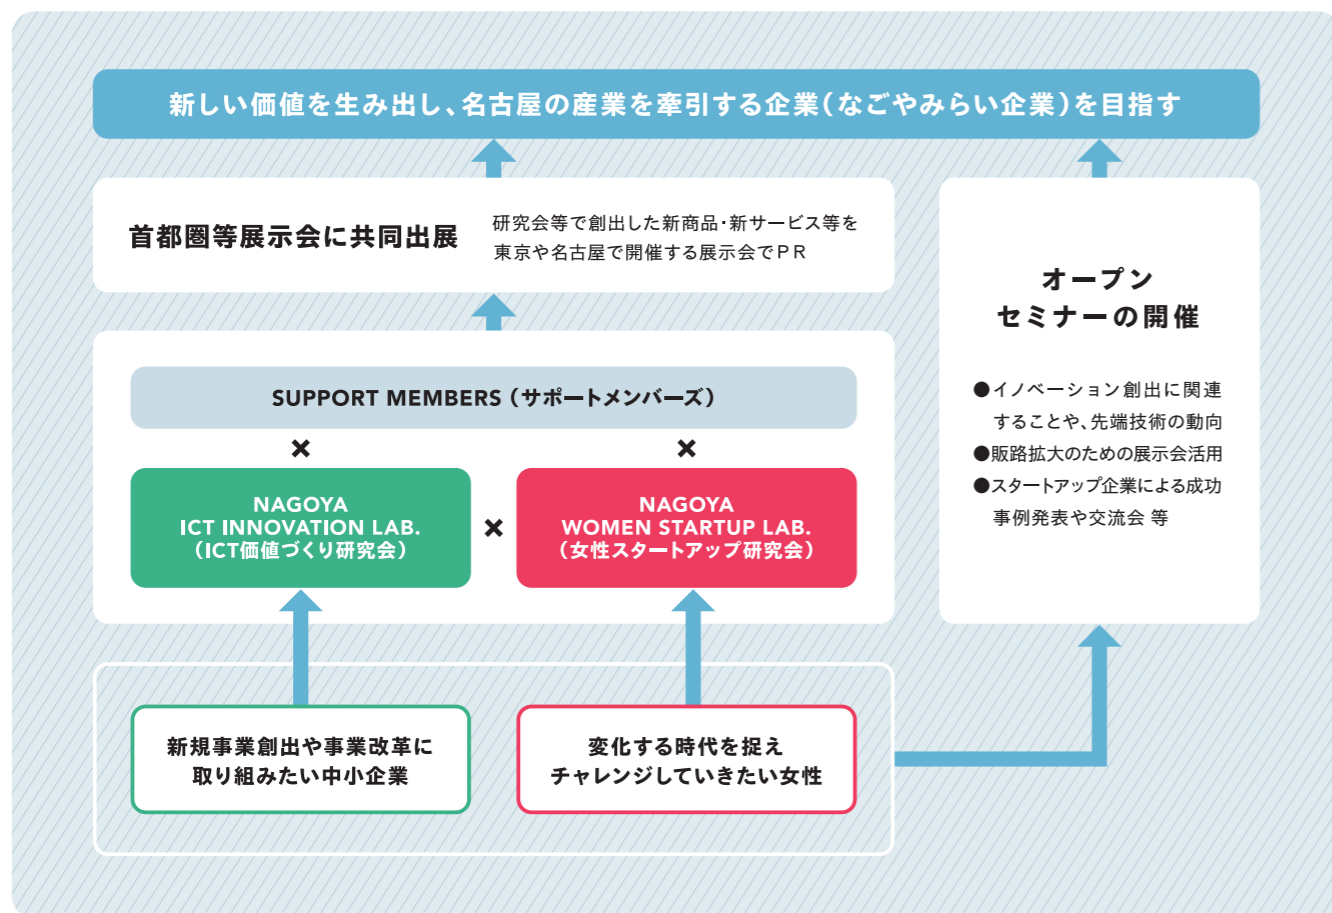 新しい価値を生み出し、名古屋の産業を牽引する企業（なごやみらい企業）を目指す
首都圏等展示会に共同出展
研究会等で創出した新商品・新サービス等を
東京や名古屋で開催する展示会でPR
SUPPORT MEMBERS（サポートメンバーズ）
×
×
NAGOYA
ICT INNOVATION LAB.
（ICT価値づくり研究会）
×
NAGOYA
WOMEN STARTUP LAB.
（女性スタートアップ研究会）
新規事業創出や事業改革に
取り組みたい中小企業
変化する時代を捉え
チャレンジしていきたい女性
オープン
セミナーの開催
●イノベーション創出に関連
することや、先端技術の動向
●販路拡大のための展示会活用
●スタートアップ企業による成功
事例発表や交流会 等